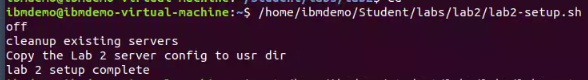 ibmdemo@ibmdemo-virtual-machine:~$ /home/ibmdemo/Student/labs/lab2/lab2-setup.sh
off
cleanup existing servers
Copy the Lab 2 server config to usr dir
lab 2 setup complete